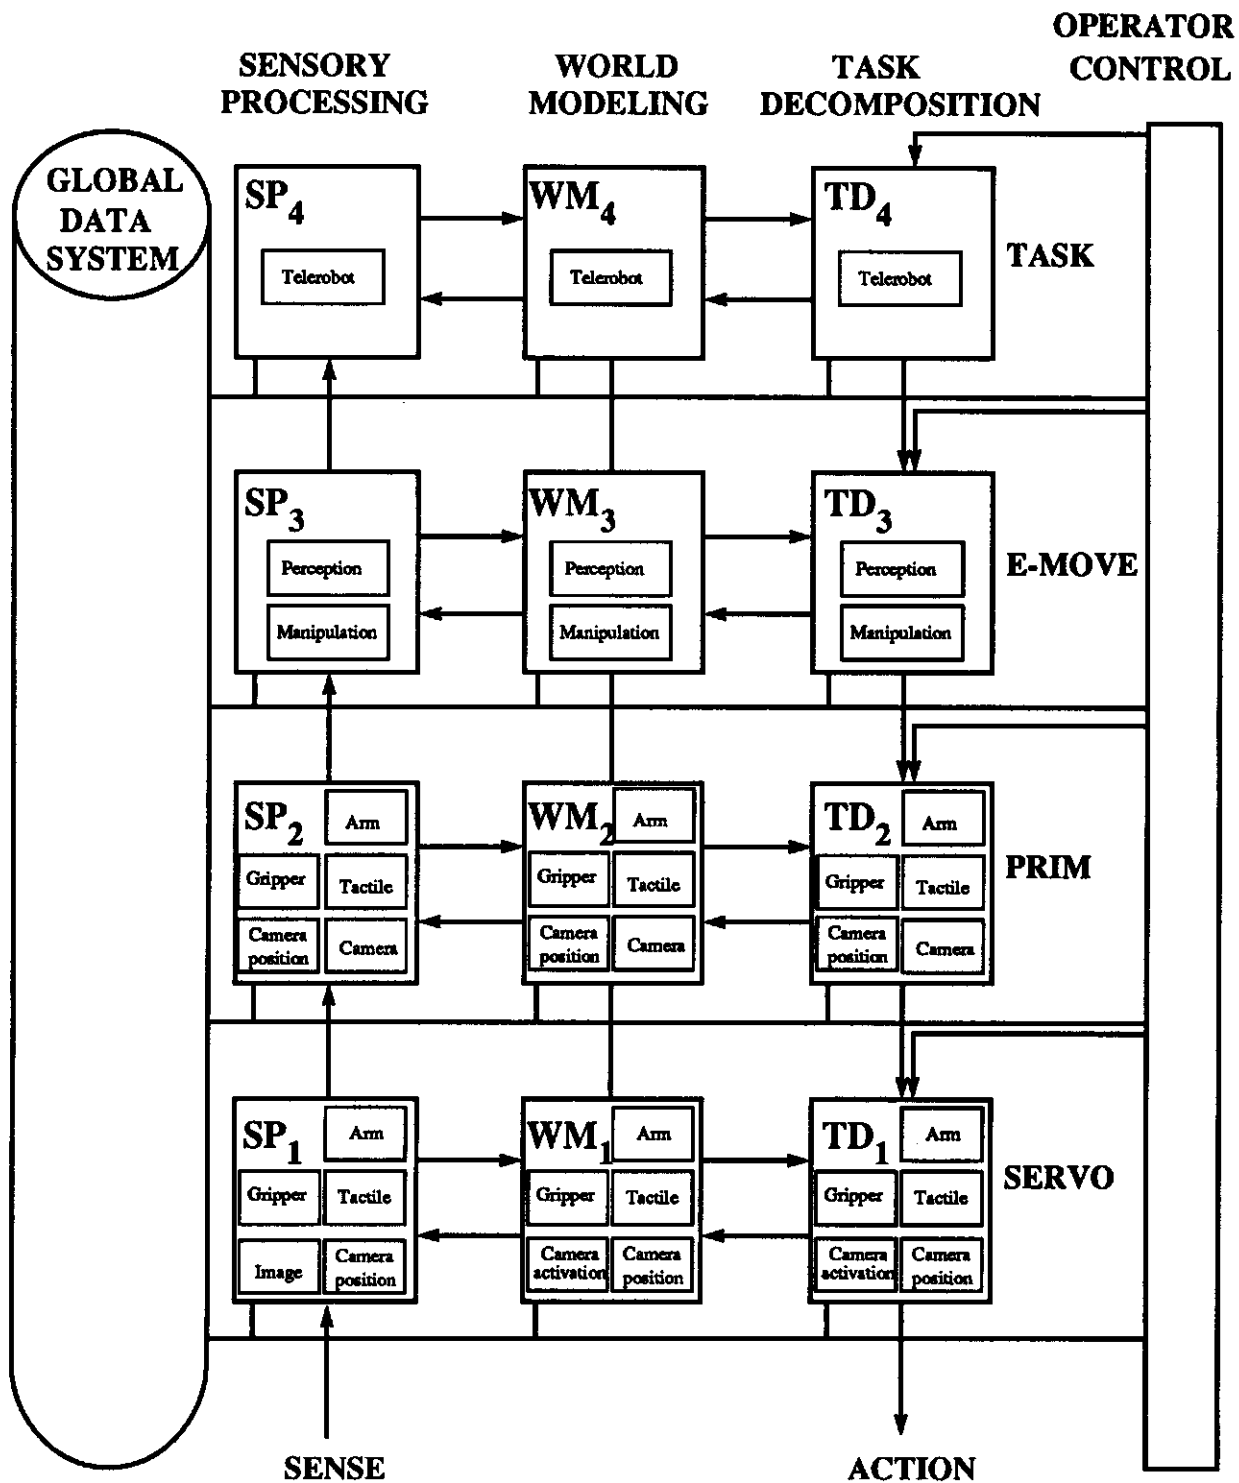 OPERATOR
CONTROL
SENSORY
PROCESSING
WORLD
MODELING
TASK
DECOMPOSITION
GLOBAL
DATA
SYSTEM
SP4
Telerobot
WM4
Telerobot
TD4
Telerobot
TASK
SP3
Perception
Manipulation
WM3
Perception
Manipulation
TD3
Perception
Manipulation
E-MOVE
SP2
Arm
Gripper
Tactile
Camera
position
Camera
WM2
Arm
Gripper
Tactile
Camera
position
Camera
TD2
Arm
Gripper
Tactile
Camera
position
Camera
PRIM
SP1
Arm
Gripper
Tactile
Image
Camera
position
WM1
Arm
Gripper
Tactile
Camera
activation
Camera
position
TD1
Arm
Gripper
Tactile
Camera
activation
Camera
position
SERVO
SENSE
ACTION